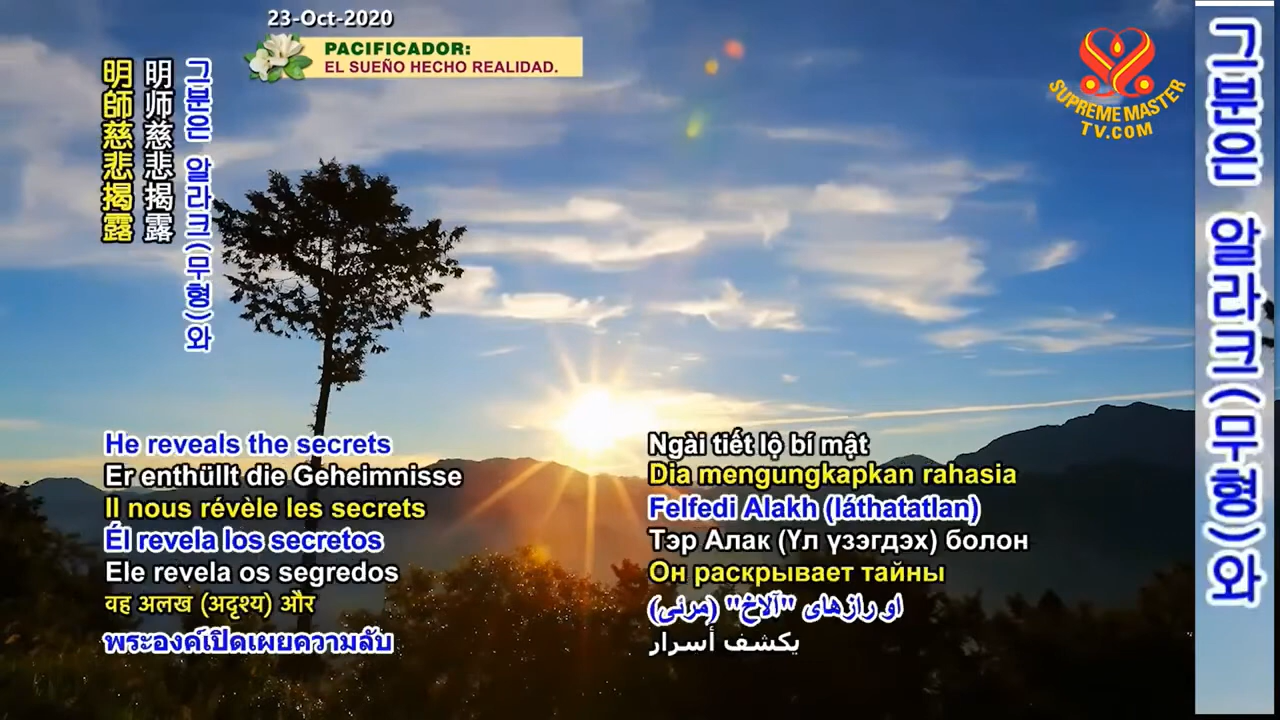 23-Oct-2020
PACIFICADOR:
EL SUEÑO HECHO REALIDAD.
SUPREME MASTER
TV.COM
明師慈悲揭露
明师慈悲揭露
그분은 알라크(무형)와
He reveals the secrets
Er enthüllt die Geheimnisse
Il nous révèle les secrets
Él revela los secretos
Ele revela os segredos
वह अलख (अदृश्य) और
พระองค์เปิดเผยความลับ
Ngài tiết lộ bí mật
Dia mengungkapkan rahasia
Felfedi Alakh (láthatatlan)
Тэр Алак (Үл үзэгдэх) болон
Он раскрывает тайны
او رازهای "آلاخ" (مرئی)
يكشف أسرار
그분은 알라크(무형)와